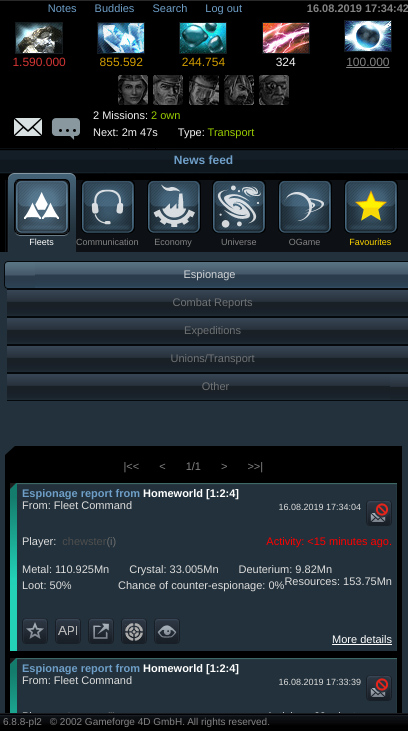 Notes Buddies Search Log out 16.08.2019 17:34:42
1.590.000 855.592 244.754 324 100.000
2 Missions: 2 own
Next: 2m 47s Type: Transport
News feed
Fleets Communication Economy Universe OGame Favourites
Espionage
Combat Reports
Expeditions
Unions/Transport
Other
|<< < 1/1 > >>|
Espionage report from Homeworld [1:2:4]
From: Fleet Command 16.08.2019 17:34:04
Player: chewster(i) Activity: <15 minutes ago.
Metal: 110.925Mn Crystal: 33.005Mn Deuterium: 9.82Mn
Loot: 50% Chance of counter-espionage: 0% Resources: 153.75Mn
API
More details
Espionage report from Homeworld [1:2:4]
From: Fleet Command 16.08.2019 17:33:39
6.8.8-pl2 © 2002 Gameforge 4D GmbH. All rights reserved.